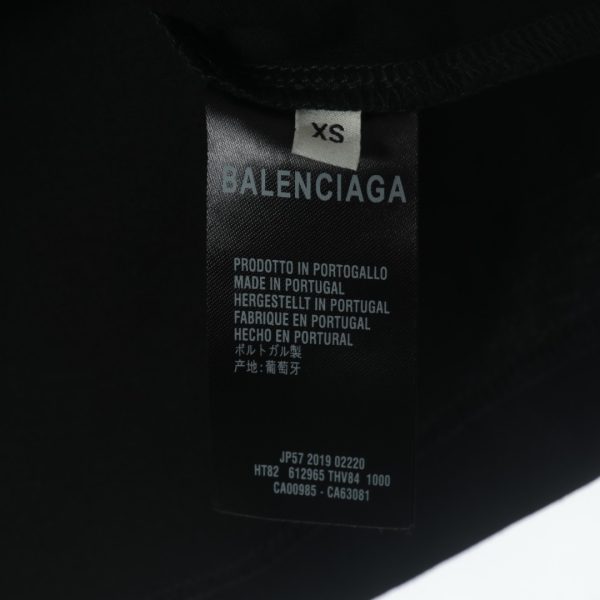 XS
BALENCIAGA
PRODOTTO IN PORTOGALLO
MADE IN PORTUGAL
HERGESTELLT IN PORTUGAL
FABRIQUE EN PORTUGAL
HECHO EN PORTURAL
ポルトガル製
产地:葡萄牙
JP57 2019 02220
HT82 612965 THV84 1000
CA00985 - CA63081